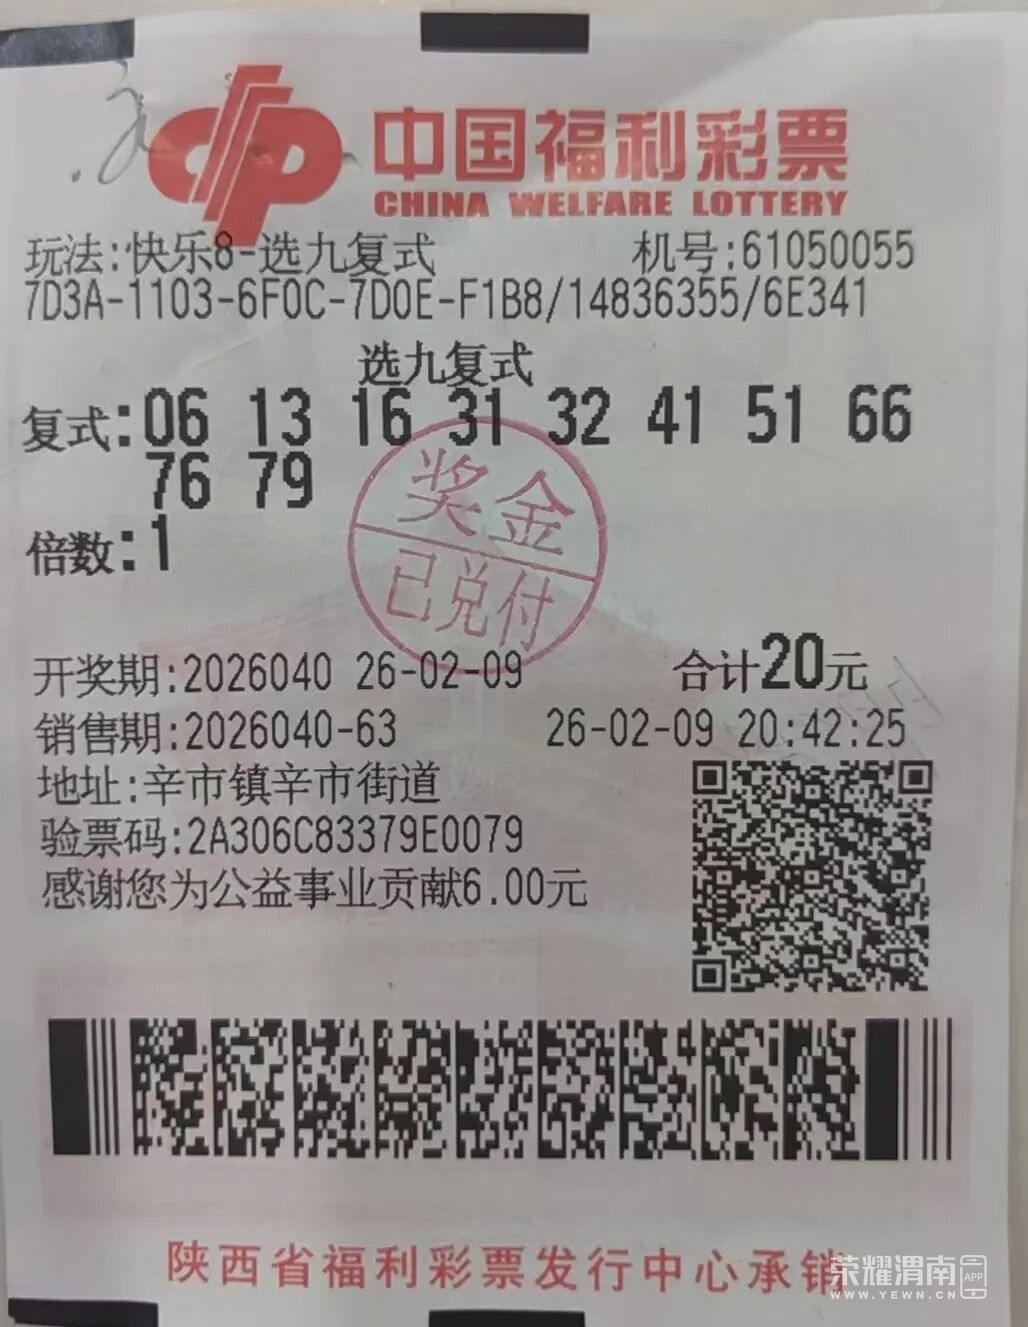 中国福利彩票
CHINA WELFARE LOTTERY
玩法:快乐8-选九复式 机号:61050055
7D3A-1103-6F0C-7D0E-F1B8/14836355/6E341
选九复式
复式:06 13 16 31 32 41 51 66
76 79
奖金
已兑付
倍数:1
开奖期:2026040 26-02-09 合计20元
销售期:2026040-63 26-02-09 20:42:25
地址:辛市镇辛市街道
验票码:2A306C83379E0079
感谢您为公益事业贡献6.00元
陕西省福利彩票发行中心承销
荣耀渭南APP
WWW.YEWN.CN